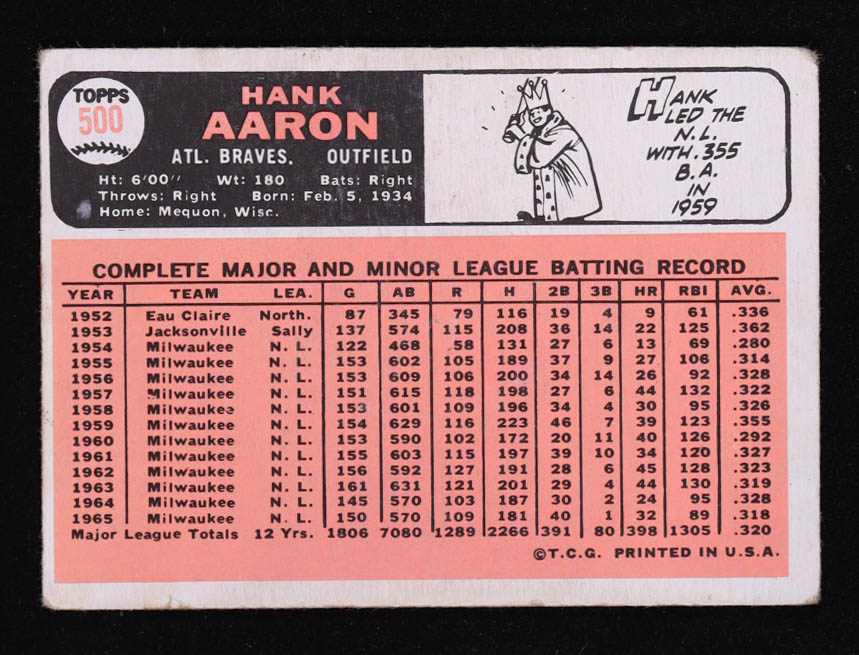 TOPPS
500
HANK
AARON
ATL. BRAVES. OUTFIELD
Ht: 6'00" Wt: 180 Bats: Right
Throws: Right Born: Feb. 5, 1934
Home: Mequon, Wisc.
HANK
LED THE
N.L.
WITH .355
B.A.
IN
1959
COMPLETE MAJOR AND MINOR LEAGUE BATTING RECORD
YEAR TEAM LEA. G AB R H 2B 3B HR RBI AVG.
1952 Eau Claire North. 87 345 79 116 19 4 9 61 .336
1953 Jacksonville Sally 137 574 115 208 36 14 22 125 .362
1954 Milwaukee N. L. 122 468 58 131 27 6 13 69 .280
1955 Milwaukee N. L. 153 602 105 189 37 9 27 106 .314
1956 Milwaukee N. L. 153 609 106 200 34 14 26 92 .328
1957 Milwaukee N. L. 151 615 118 198 27 6 44 132 .322
1958 Milwaukee N. L. 153 601 109 196 34 4 30 95 .326
1959 Milwaukee N. L. 154 629 116 223 46 7 39 123 .355
1960 Milwaukee N. L. 153 590 102 172 20 11 40 126 .292
1961 Milwaukee N. L. 155 603 115 197 39 10 34 120 .327
1962 Milwaukee N. L. 156 592 127 191 28 6 45 128 .323
1963 Milwaukee N. L. 161 631 121 201 29 4 44 130 .319
1964 Milwaukee N. L. 145 570 103 187 30 2 24 95 .328
1965 Milwaukee N. L. 150 570 109 181 40 1 32 89 .318
Major League Totals 12 Yrs. 1806 7080 1289 2266 391 80 398 1305 .320
©T.C.G. PRINTED IN U.S.A.